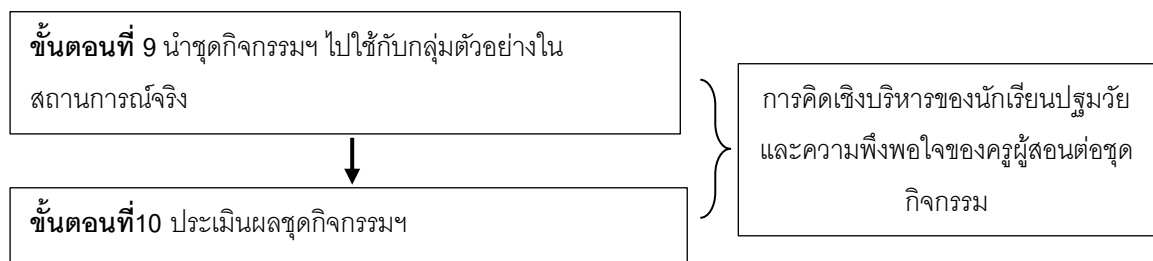 ขั้นตอนที่ 9 นำชุดกิจกรรมฯ ไปใช้กับกลุ่มตัวอย่างใน
สถานการณ์จริง
ขั้นตอนที่10 ประเมินผลชุดกิจกรรมฯ
การคิดเชิงบริหารของนักเรียนปฐมวัย
และความพึงพอใจของครูผู้สอนต่อชุด
กิจกรรม